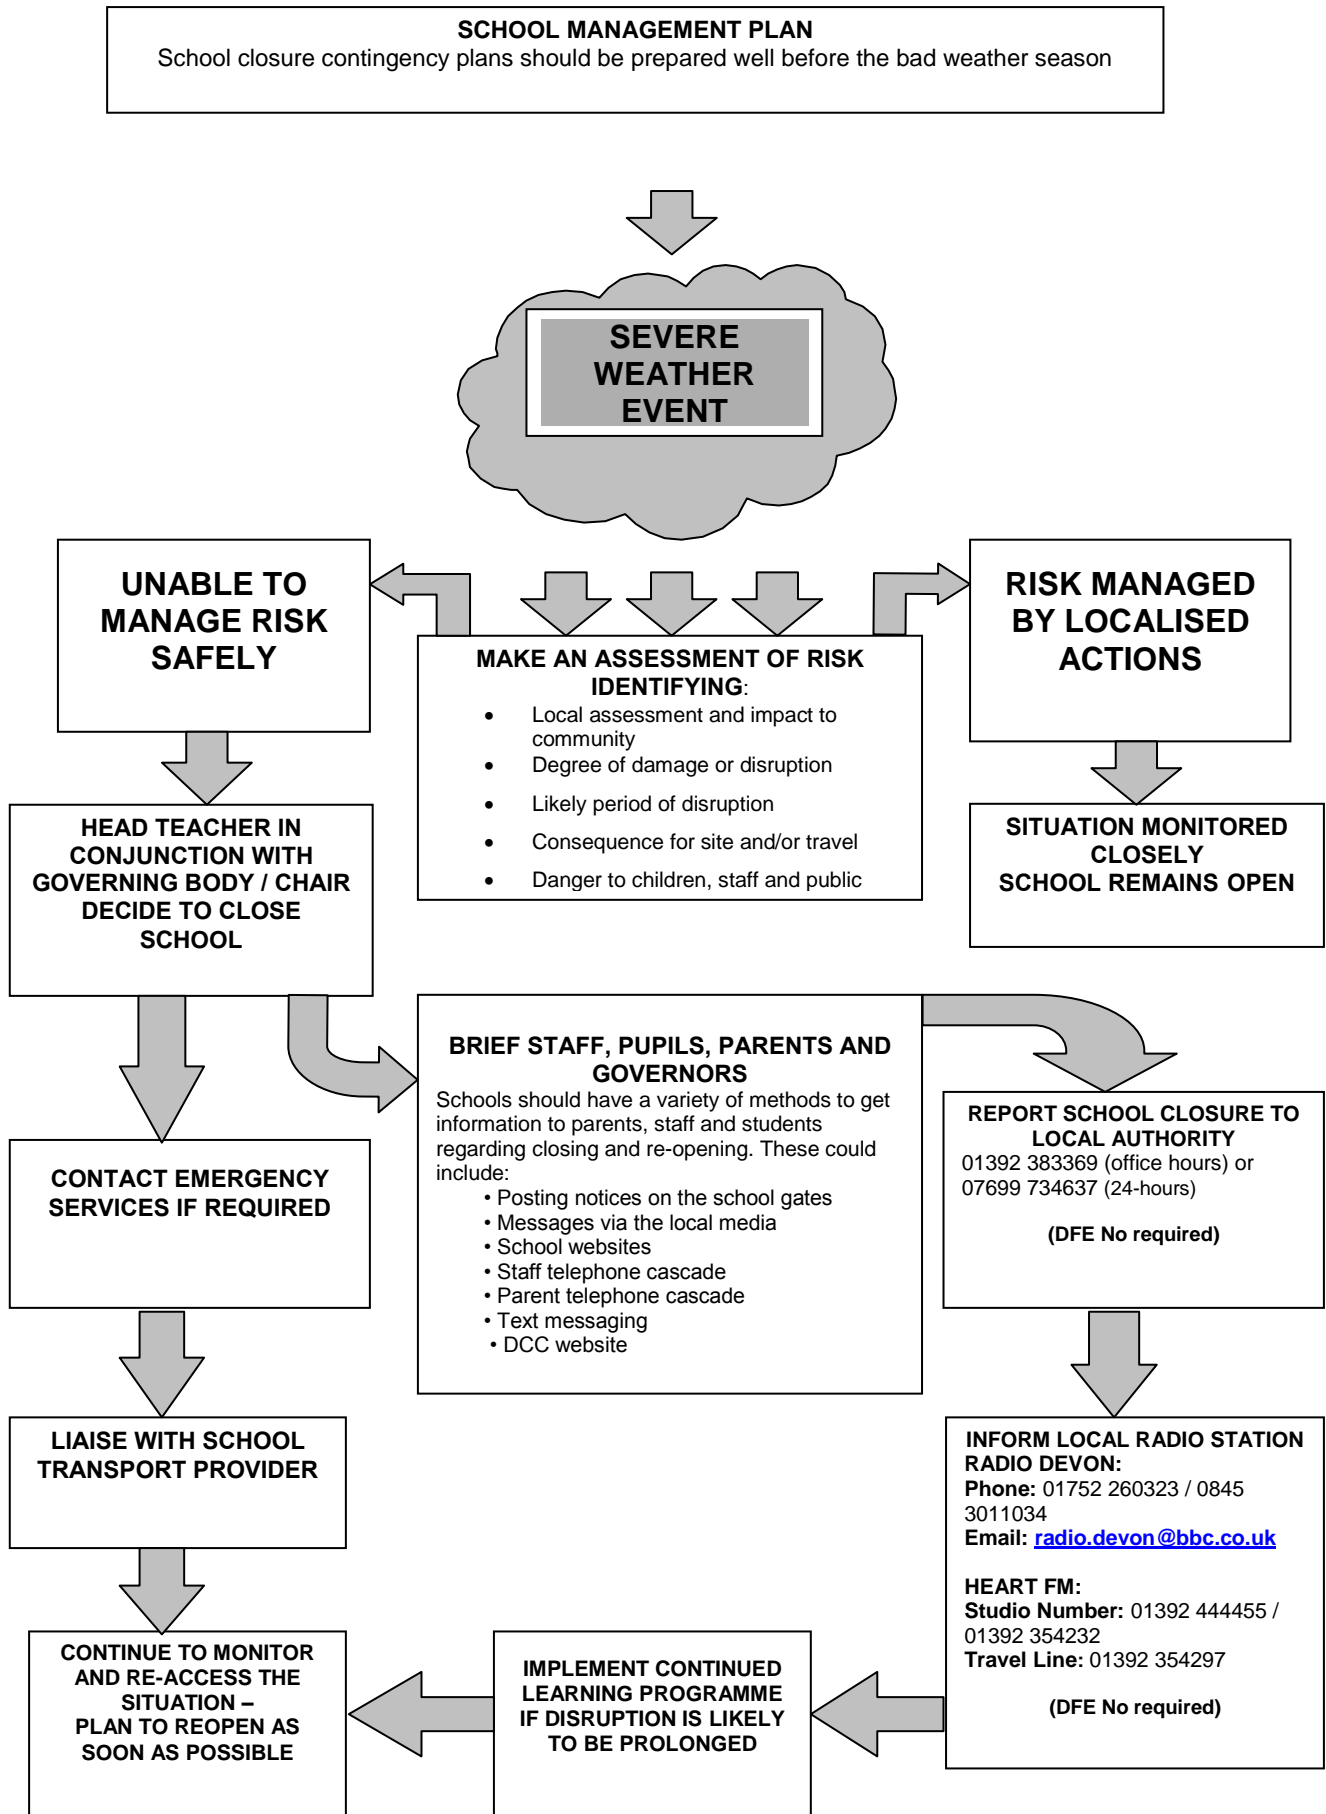 SCHOOL MANAGEMENT PLAN
School closure contingency plans should be prepared well before the bad weather season
SEVERE
WEATHER
EVENT
UNABLE TO
MANAGE RISK
SAFELY
MAKE AN ASSESSMENT OF RISK
IDENTIFYING:
• Local assessment and impact to
community
• Degree of damage or disruption
• Likely period of disruption
• Consequence for site and/or travel
• Danger to children, staff and public
RISK MANAGED
BY LOCALISED
ACTIONS
HEAD TEACHER IN
CONJUNCTION WITH
GOVERNING BODY / CHAIR
DECIDE TO CLOSE
SCHOOL
SITUATION MONITORED
CLOSELY
SCHOOL REMAINS OPEN
BRIEF STAFF, PUPILS, PARENTS AND
GOVERNORS
Schools should have a variety of methods to get
information to parents, staff and students
regarding closing and re-opening. These could
include:
• Posting notices on the school gates
• Messages via the local media
• School websites
• Staff telephone cascade
• Parent telephone cascade
• Text messaging
• DCC website
REPORT SCHOOL CLOSURE TO
LOCAL AUTHORITY
01392 383369 (office hours) or
07699 734637 (24-hours)
(DFE No required)
CONTACT EMERGENCY
SERVICES IF REQUIRED
LIAISE WITH SCHOOL
TRANSPORT PROVIDER
INFORM LOCAL RADIO STATION
RADIO DEVON:
Phone: 01752 260323 / 0845
3011034
Email: radio.devon@bbc.co.uk
HEART FM:
Studio Number: 01392 444455 /
01392 354232
Travel Line: 01392 354297
(DFE No required)
CONTINUE TO MONITOR
AND RE-ACCESS THE
SITUATION –
PLAN TO REOPEN AS
SOON AS POSSIBLE
IMPLEMENT CONTINUED
LEARNING PROGRAMME
IF DISRUPTION IS LIKELY
TO BE PROLONGED